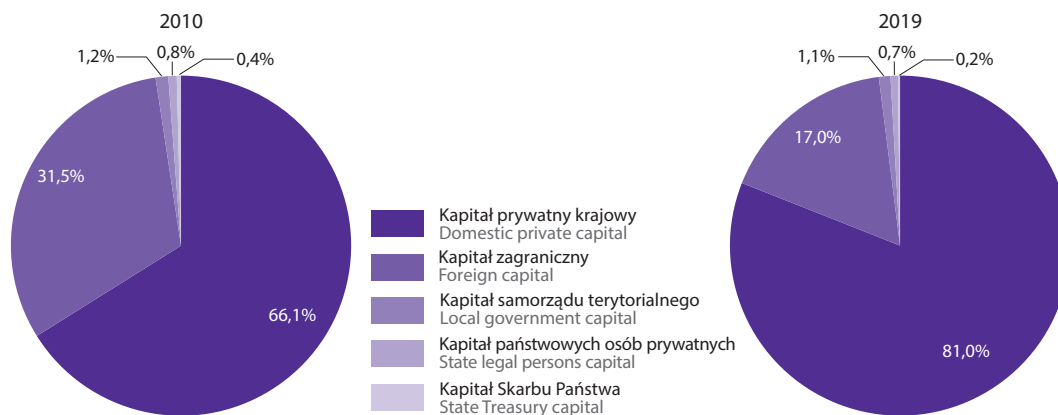 2010
1,2%
0,8%
0,4%
31,5%
66,1%
Kapitał prywatny krajowy
Domestic private capital
Kapitał zagraniczny
Foreign capital
Kapitał samorządu terytorialnego
Local government capital
Kapitał państwowych osób prywatnych
State legal persons capital
Kapitał Skarbu Państwa
State Treasury capital
2019
1,1%
0,7%
0,2%
17,0%
81,0%